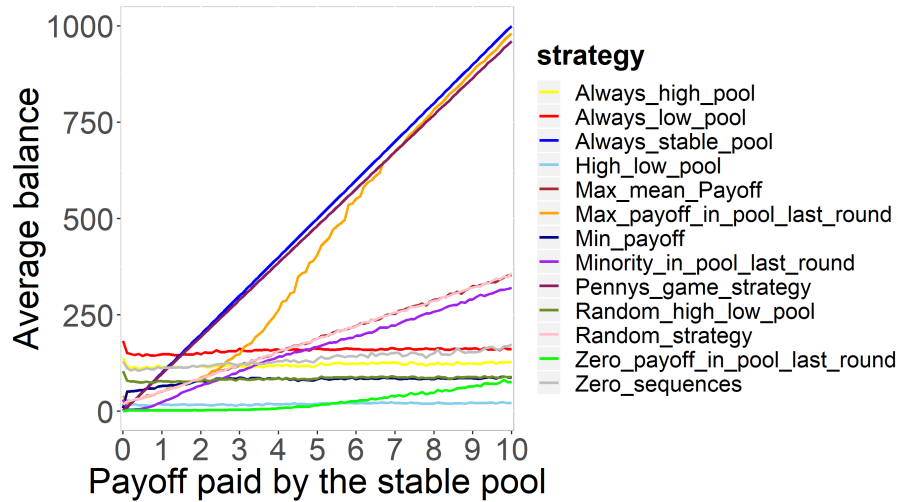 1000
750
500
250
0
Average balance
0 1 2 3 4 5 6 7 8 9 10
Payoff paid by the stable pool
strategy
Always_high_pool
Always_low_pool
Always_stable_pool
High_low_pool
Max_mean_Payoff
Max_payoff_in_pool_last_round
Min_payoff
Minority_in_pool_last_round
Pennys_game_strategy
Random_high_low_pool
Random_strategy
Zero_payoff_in_pool_last_round
Zero_sequences